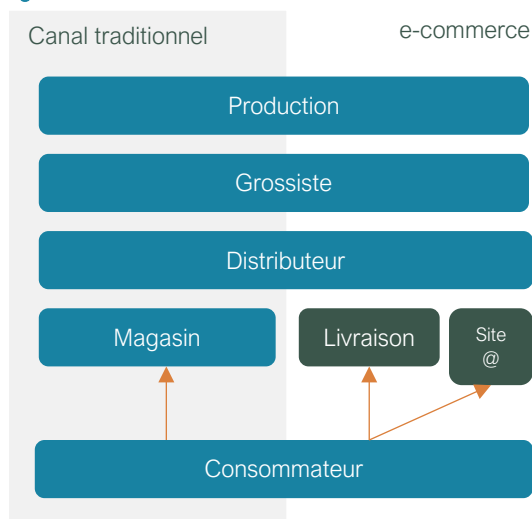 Canal traditionnel
e-commerce
Production
Grossiste
Distributeur
Magasin
Livraison
Site
@
Consommateur